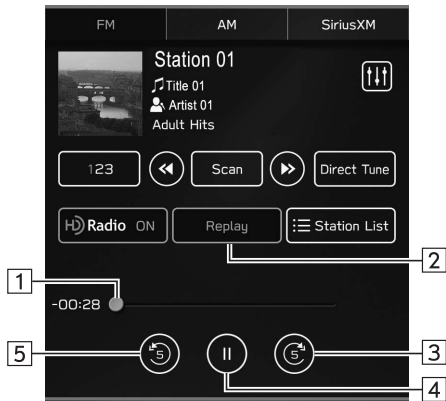 FM AM SiriusXM
Station 01
Title 01
Artist 01
Adult Hits
123 Scan Direct Tune
HD Radio ON Replay Station List
2
1
-00:28
5 5 5 3
4